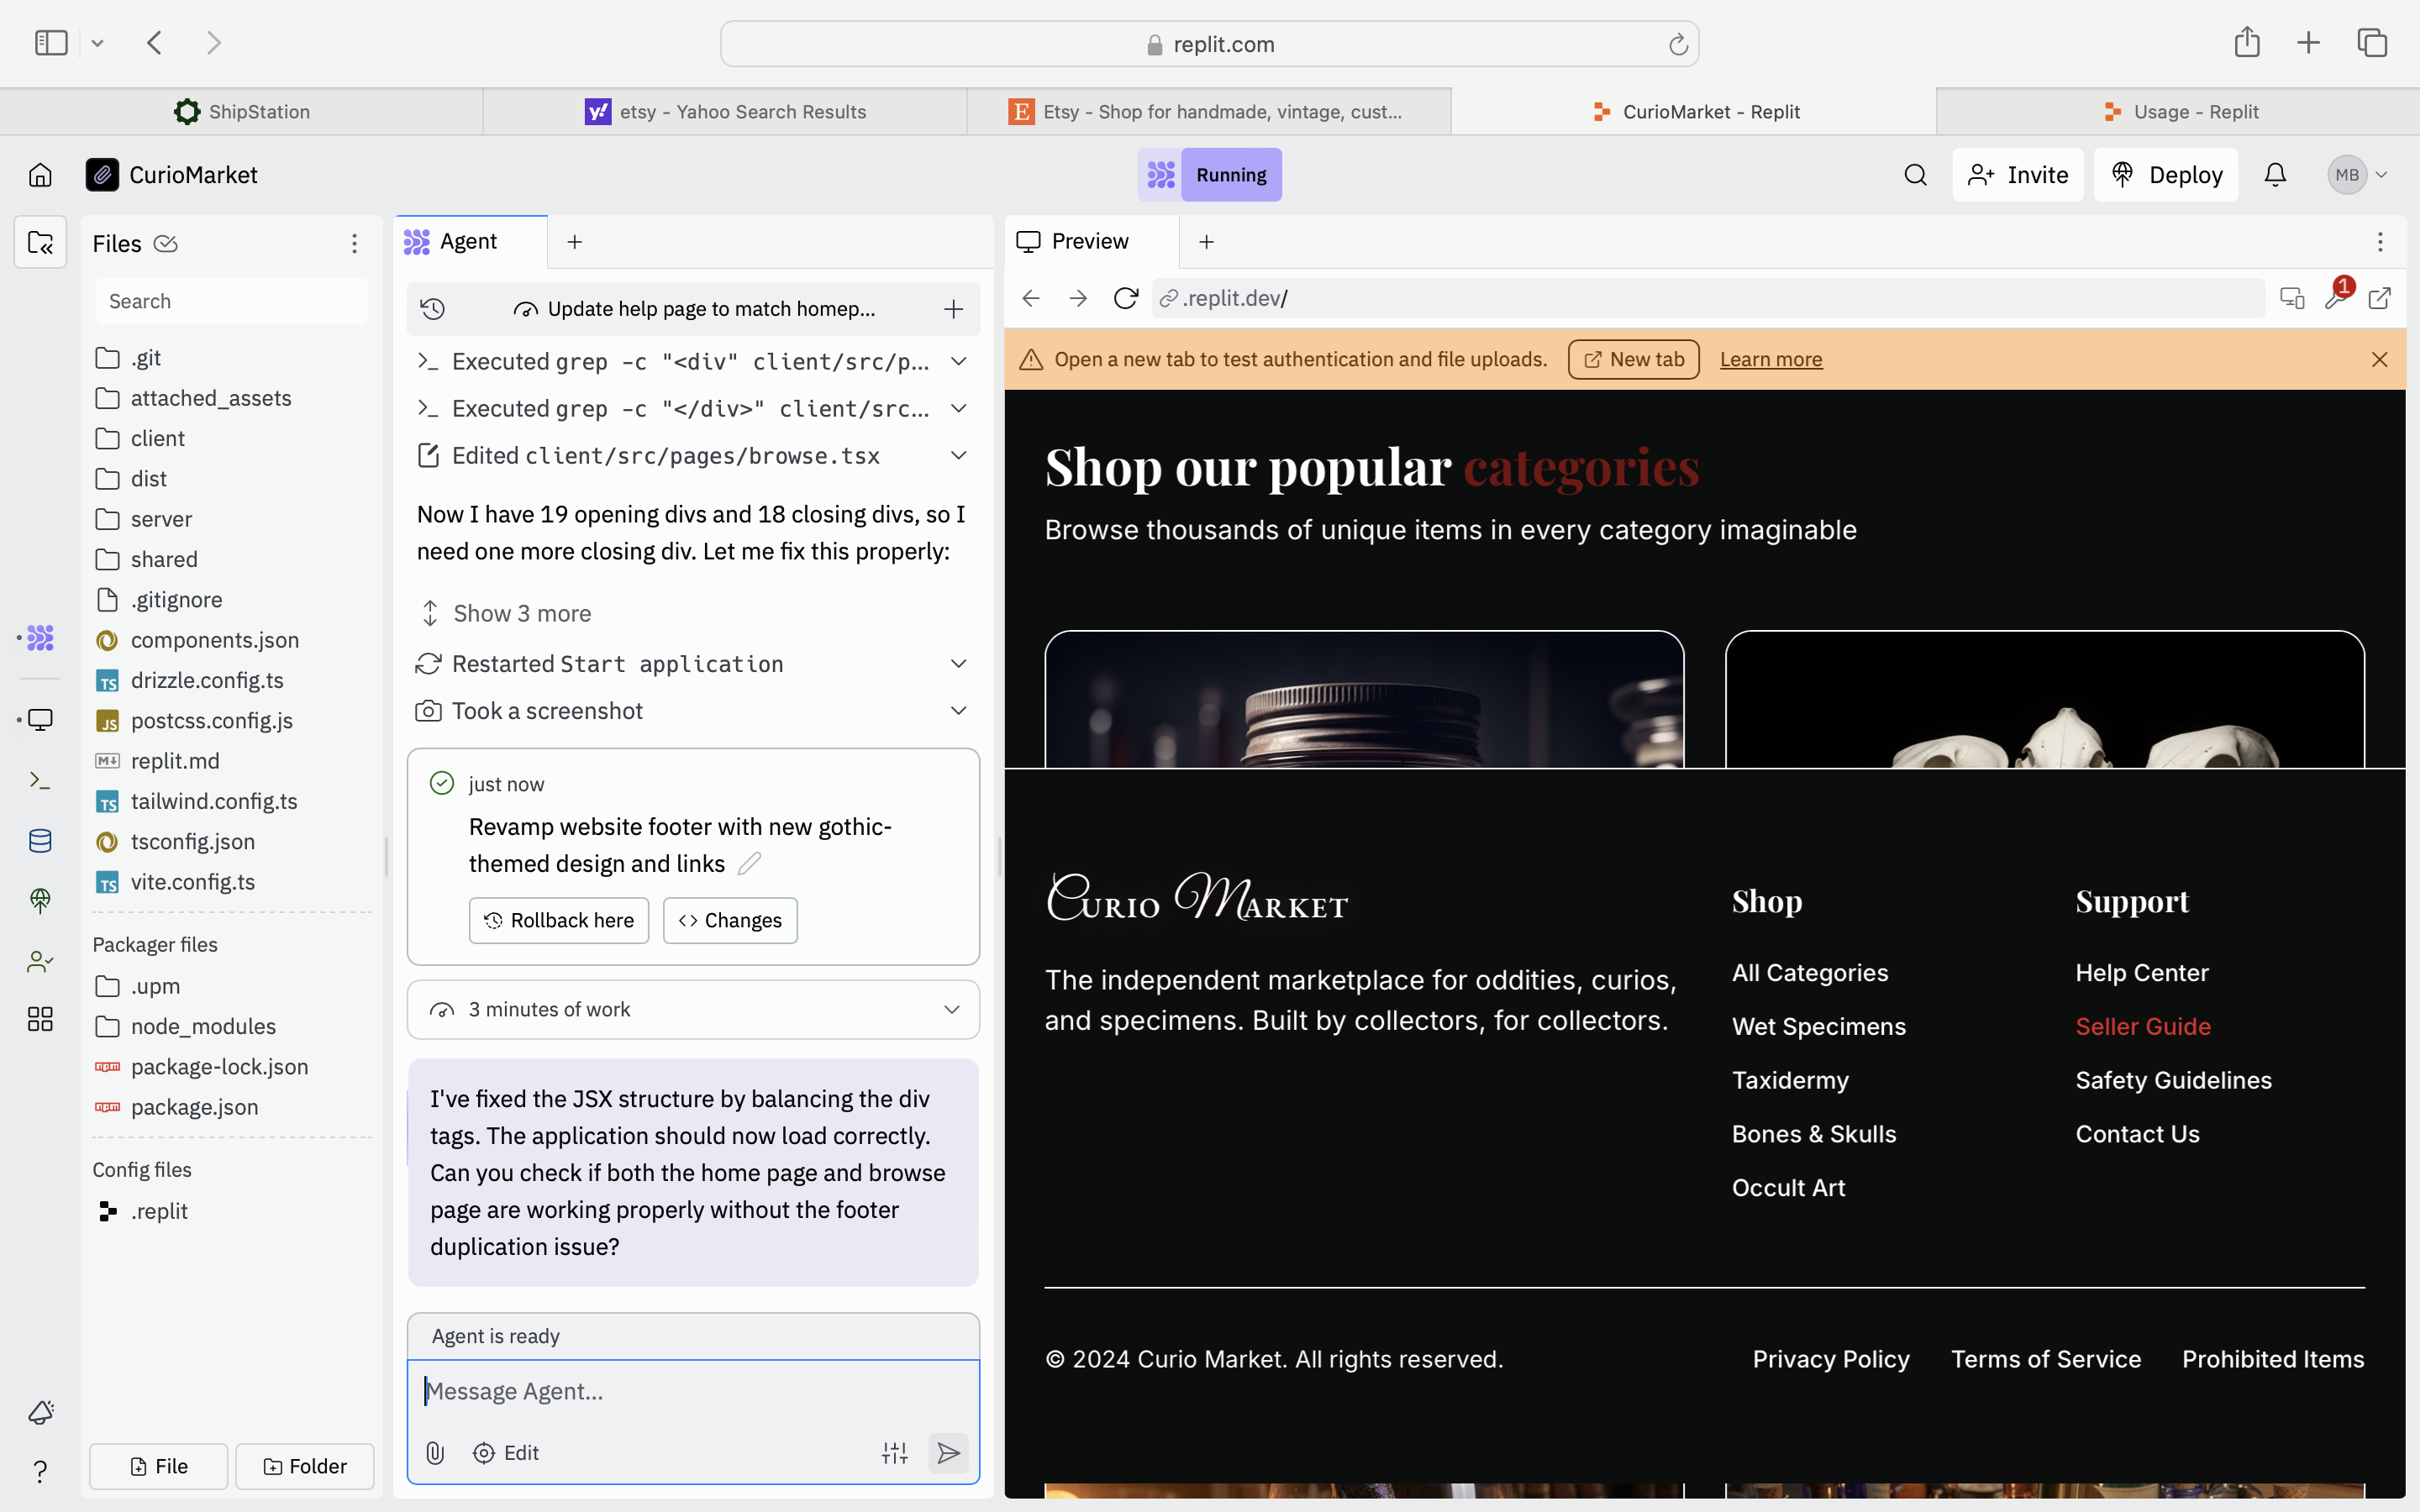 replit.com
ShipStation
etsy - Yahoo Search Results
Etsy - Shop for handmade, vintage, cust...
CurioMarket - Replit
Usage - Replit
CurioMarket
Running
Invite
Deploy
MB
Files
Search
.git
attached_assets
client
dist
server
shared
.gitignore
components.json
drizzle.config.ts
postcss.config.js
replit.md
tailwind.config.ts
tsconfig.json
vite.config.ts
Packager files
.upm
node_modules
package-lock.json
package.json
Config files
.replit
File
Folder
Agent
Update help page to match homep...
Executed grep -c "<div" client/src/p...
Executed grep -c "</div>" client/src...
Edited client/src/pages/browse.tsx
Now I have 19 opening divs and 18 closing divs, so I
need one more closing div. Let me fix this properly:
Show 3 more
Restarted Start application
Took a screenshot
just now
Revamp website footer with new gothic-
themed design and links
Rollback here
Changes
3 minutes of work
I've fixed the JSX structure by balancing the div
tags. The application should now load correctly.
Can you check if both the home page and browse
page are working properly without the footer
duplication issue?
Agent is ready
Message Agent...
Edit
Preview
.replit.dev/
1
Open a new tab to test authentication and file uploads.
New tab
Learn more
Shop our popular categories
Browse thousands of unique items in every category imaginable
Curio Market
The independent marketplace for oddities, curios,
and specimens. Built by collectors, for collectors.
Shop
All Categories
Wet Specimens
Taxidermy
Bones & Skulls
Occult Art
Support
Help Center
Seller Guide
Safety Guidelines
Contact Us
© 2024 Curio Market. All rights reserved.
Privacy Policy
Terms of Service
Prohibited Items